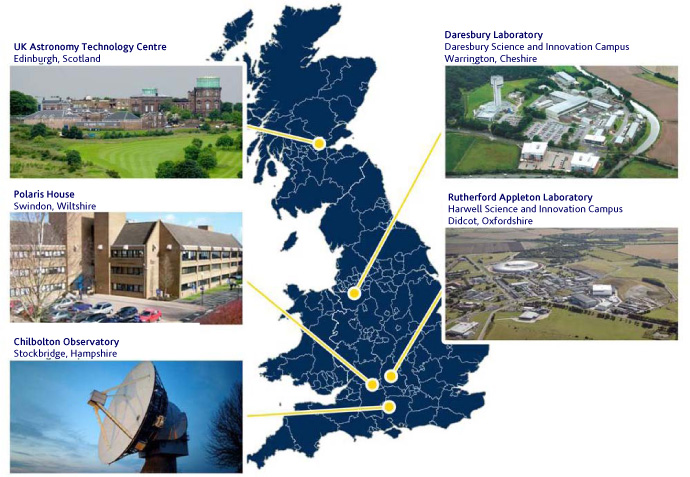 UK Astronomy Technology Centre
Edinburgh, Scotland
Daresbury Laboratory
Daresbury Science and Innovation Campus
Warrington, Cheshire
Polaris House
Swindon, Wiltshire
Rutherford Appleton Laboratory
Harwell Science and Innovation Campus
Didcot, Oxfordshire
Chilbolton Observatory
Stockbridge, Hampshire